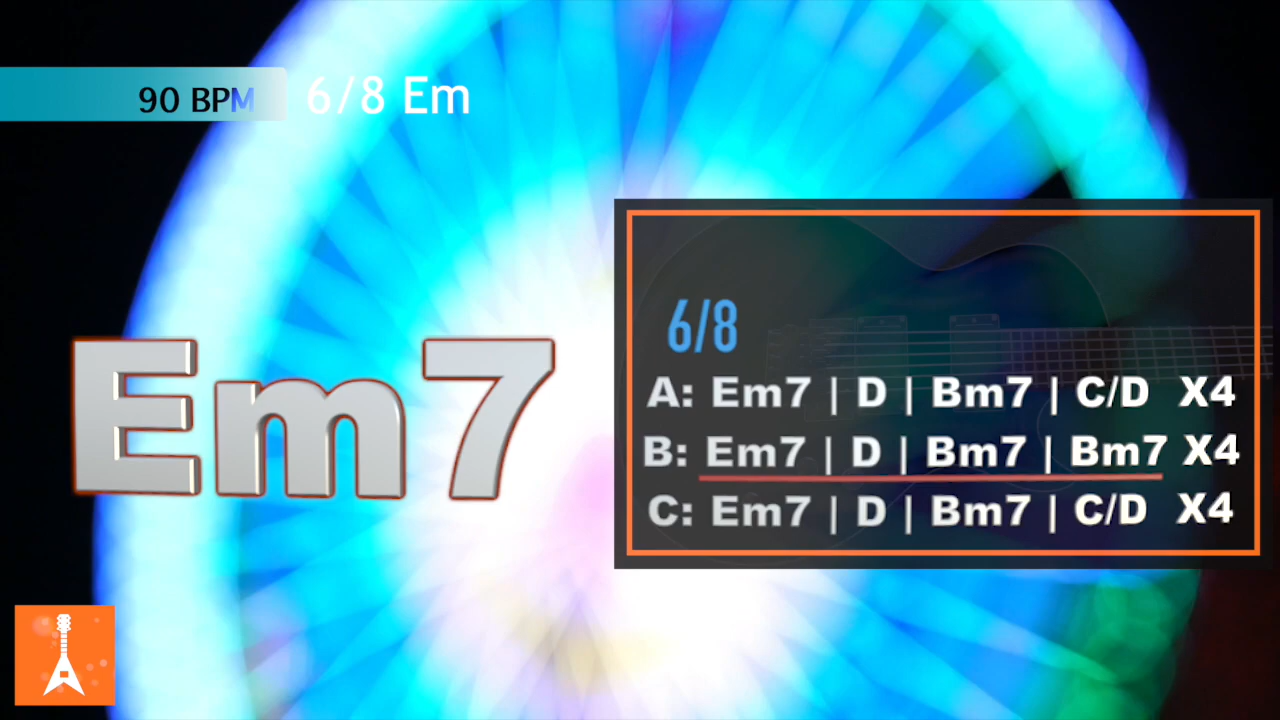 90 BPM 6/8 Em
Em7
6/8
A: Em7 | D | Bm7 | C/D X4
B: Em7 | D | Bm7 | Bm7 X4
C: Em7 | D | Bm7 | C/D X4